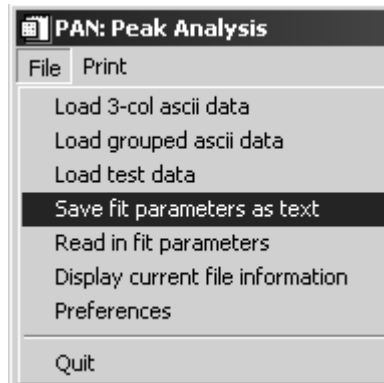 PAN: Peak Analysis
File Print
Load 3-col ascii data
Load grouped ascii data
Load test data
Save fit parameters as text
Read in fit parameters
Display current file information
Preferences
Quit